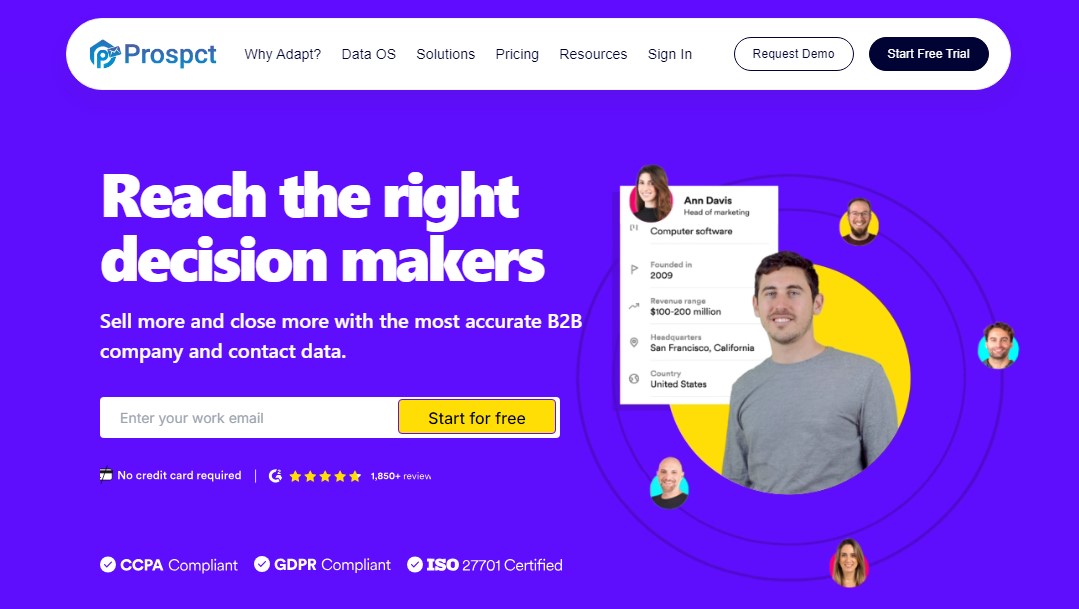 Prospct
Why Adapt?
Data OS
Solutions
Pricing
Resources
Sign In
Request Demo
Start Free Trial
Reach the right
decision makers
Sell more and close more with the most accurate B2B
company and contact data.
Enter your work email
Start for free
No credit card required
1,850+ review
CCPA Compliant
GDPR Compliant
ISO 27701 Certified
Ann Davis
Head of marketing
Computer software
Founded in
2009
Revenue range
$100-200 million
Headquarters
San Francisco, California
Country
United States